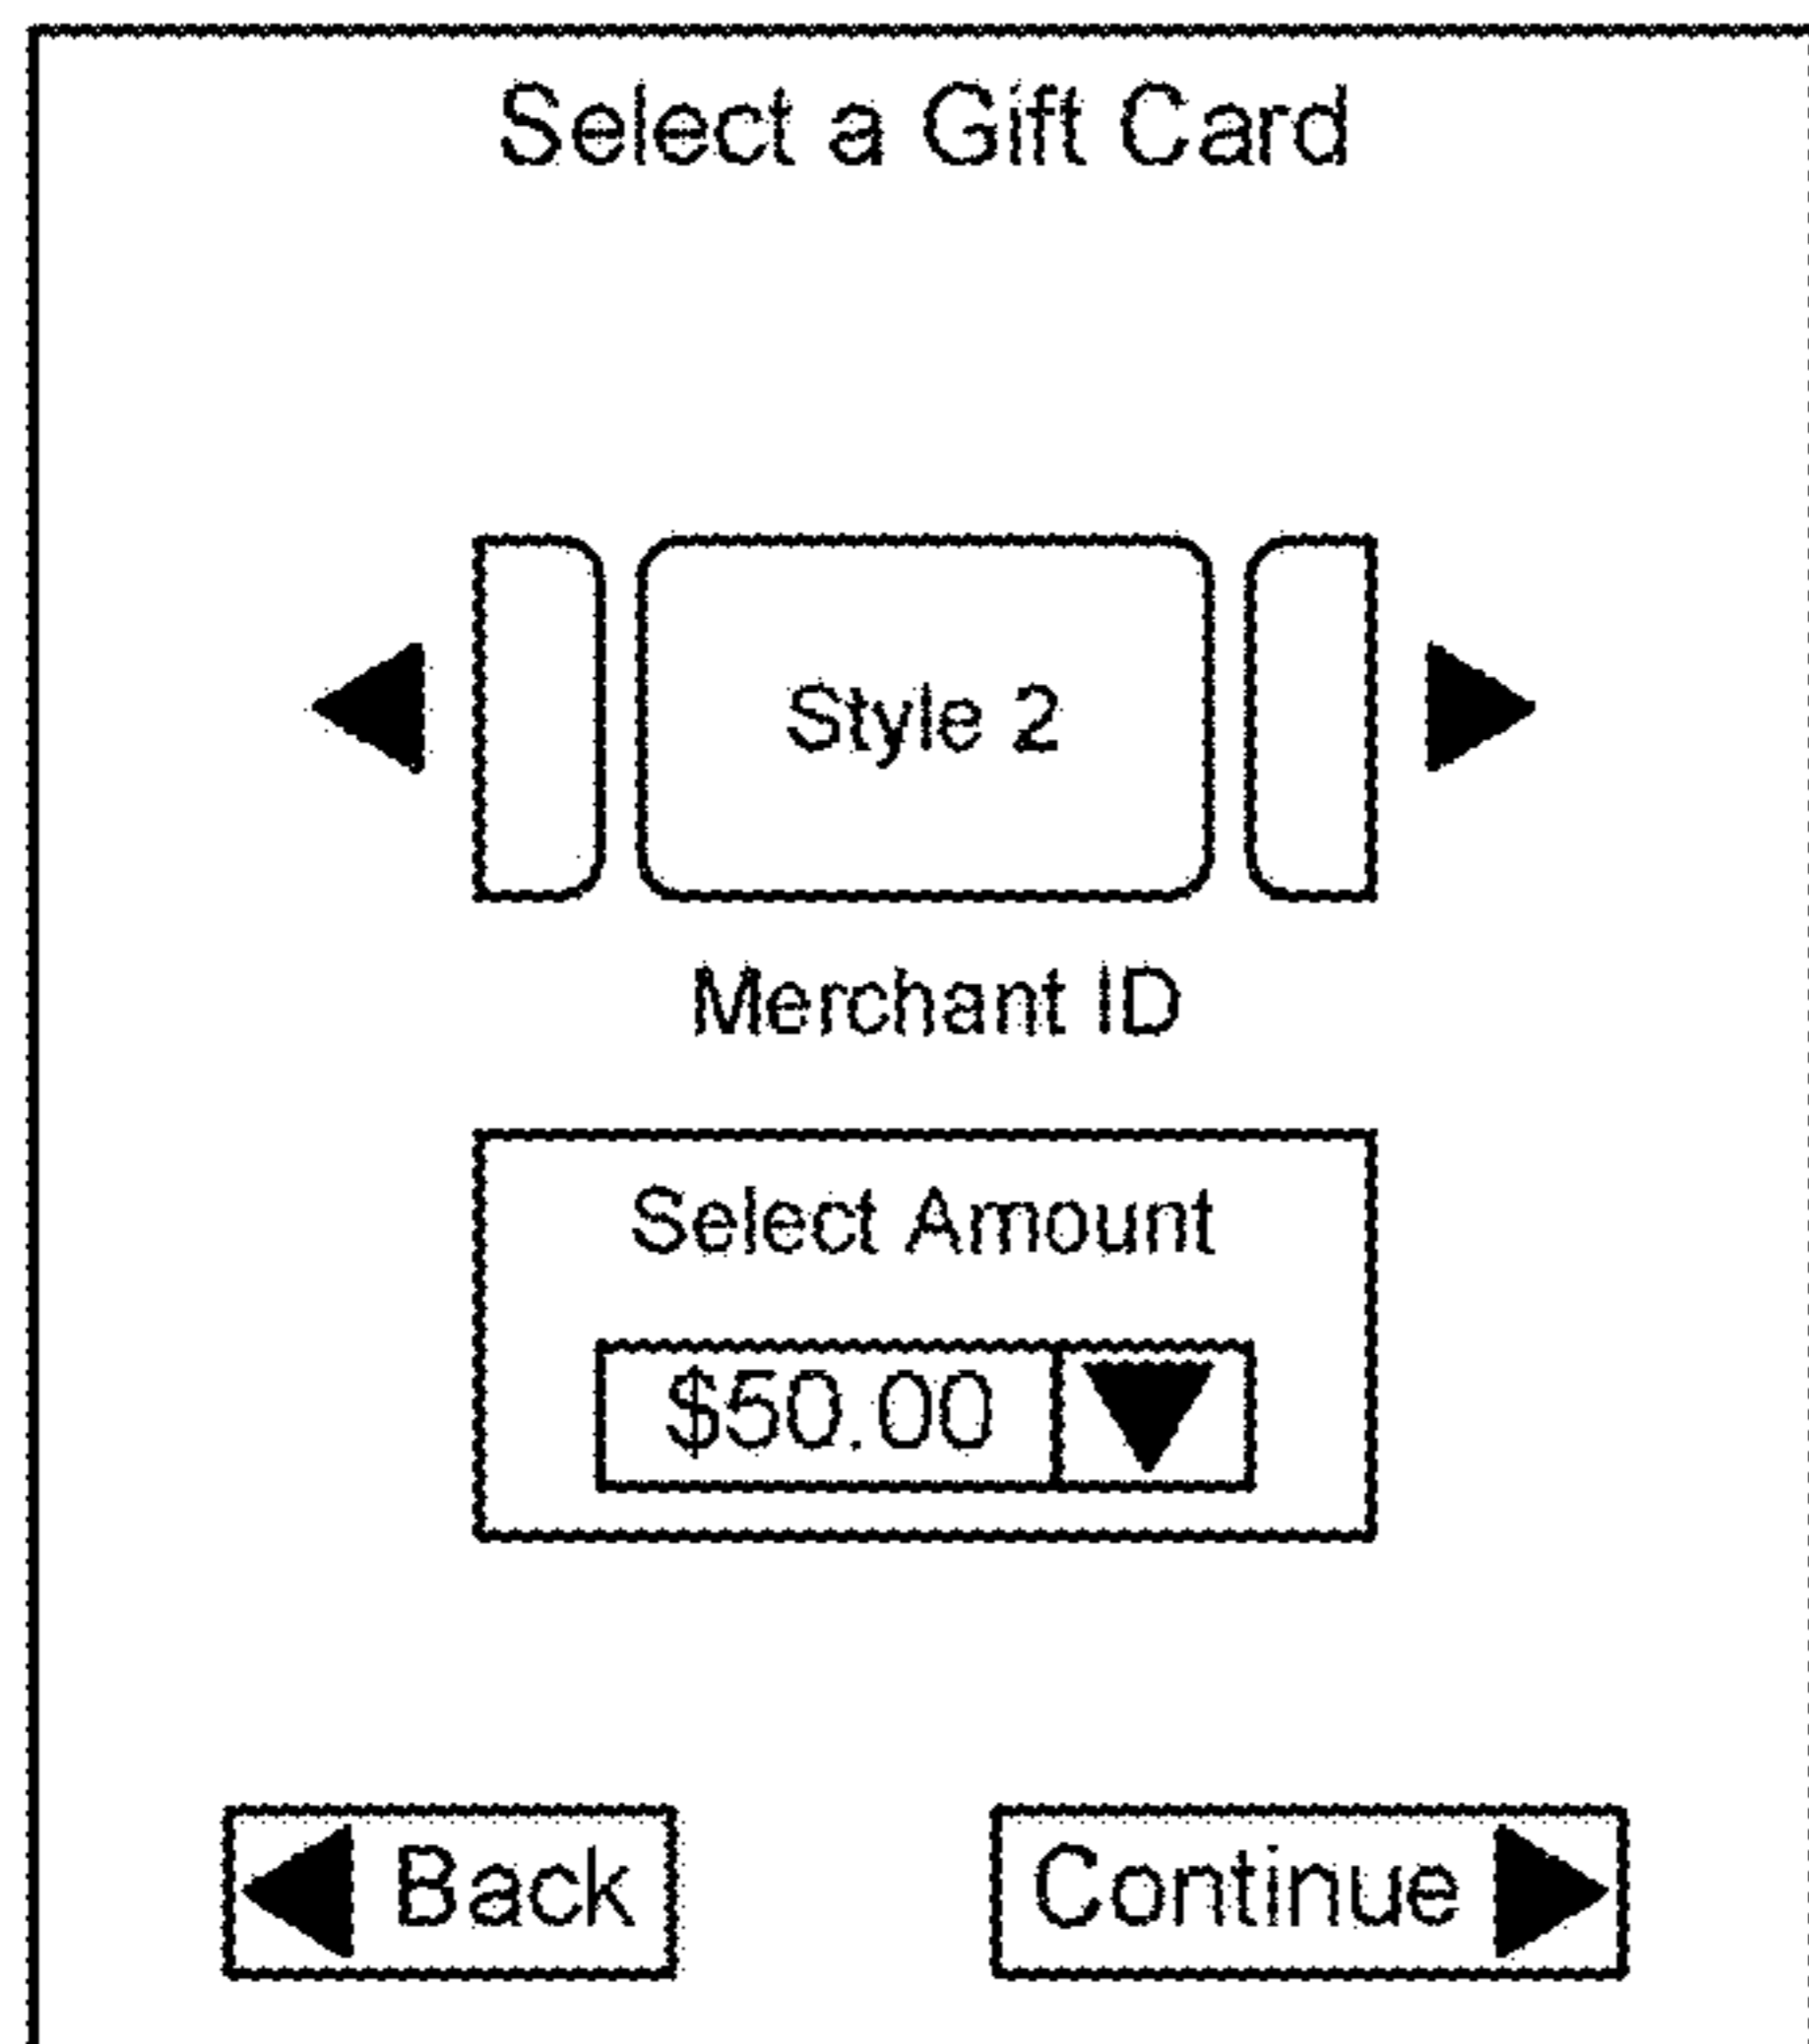 Select a Gift Card
Style 2
Merchant ID
Select Amount
$50.00
Back
Continue